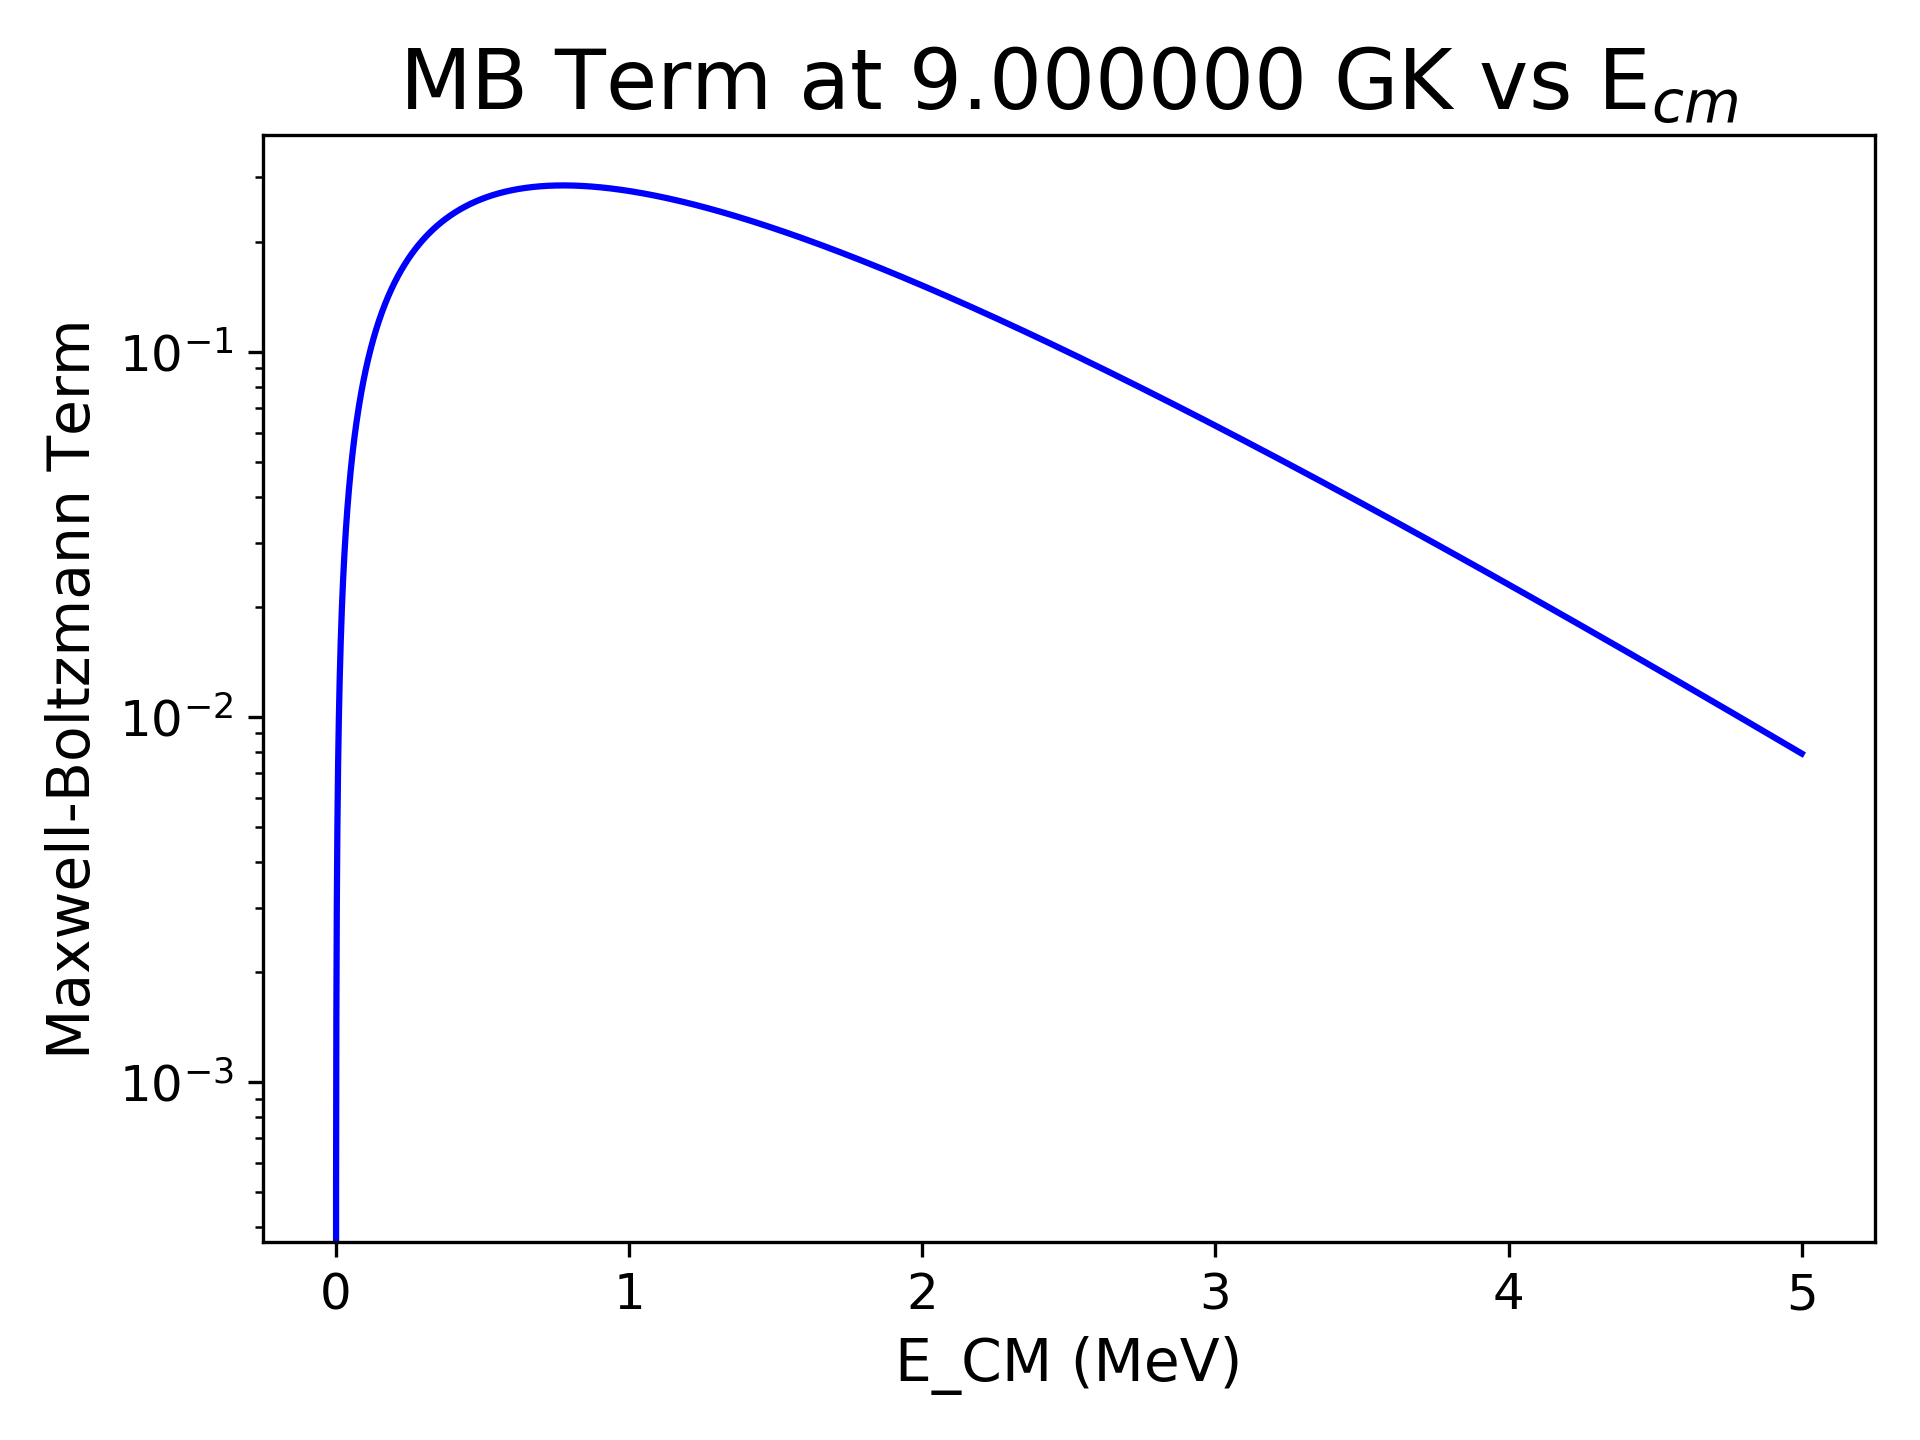 MB Term at 9.000000 GK vs E_cm
Maxwell-Boltzmann Term
10⁻¹
10⁻²
10⁻³
0 1 2 3 4 5
E_CM (MeV)